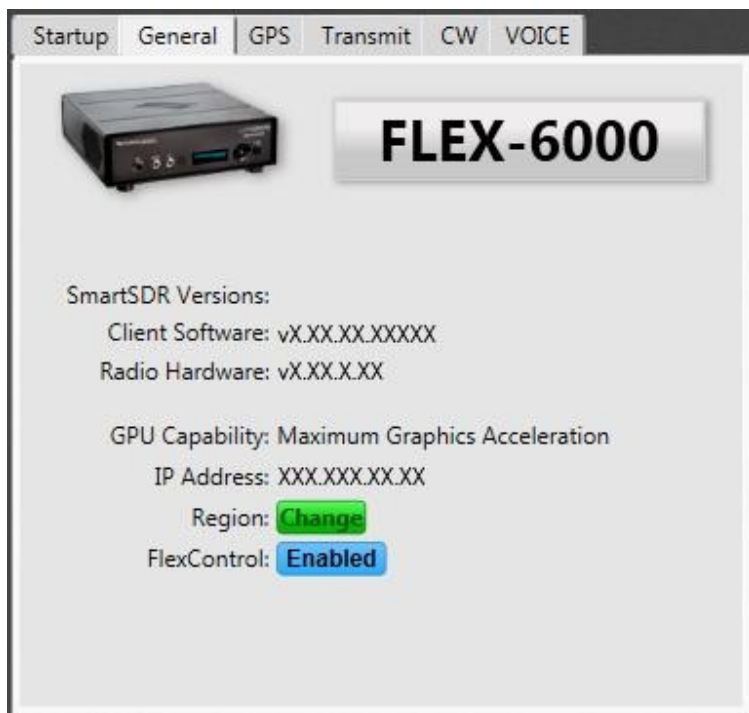 Startup General GPS Transmit CW VOICE
FLEX-6000
SmartSDR Versions:
Client Software: vX.XX.XX.XXXXX
Radio Hardware: vX.XX.X.XX
GPU Capability: Maximum Graphics Acceleration
IP Address: XXX.XXX.XX.XX
Region: Change
FlexControl: Enabled